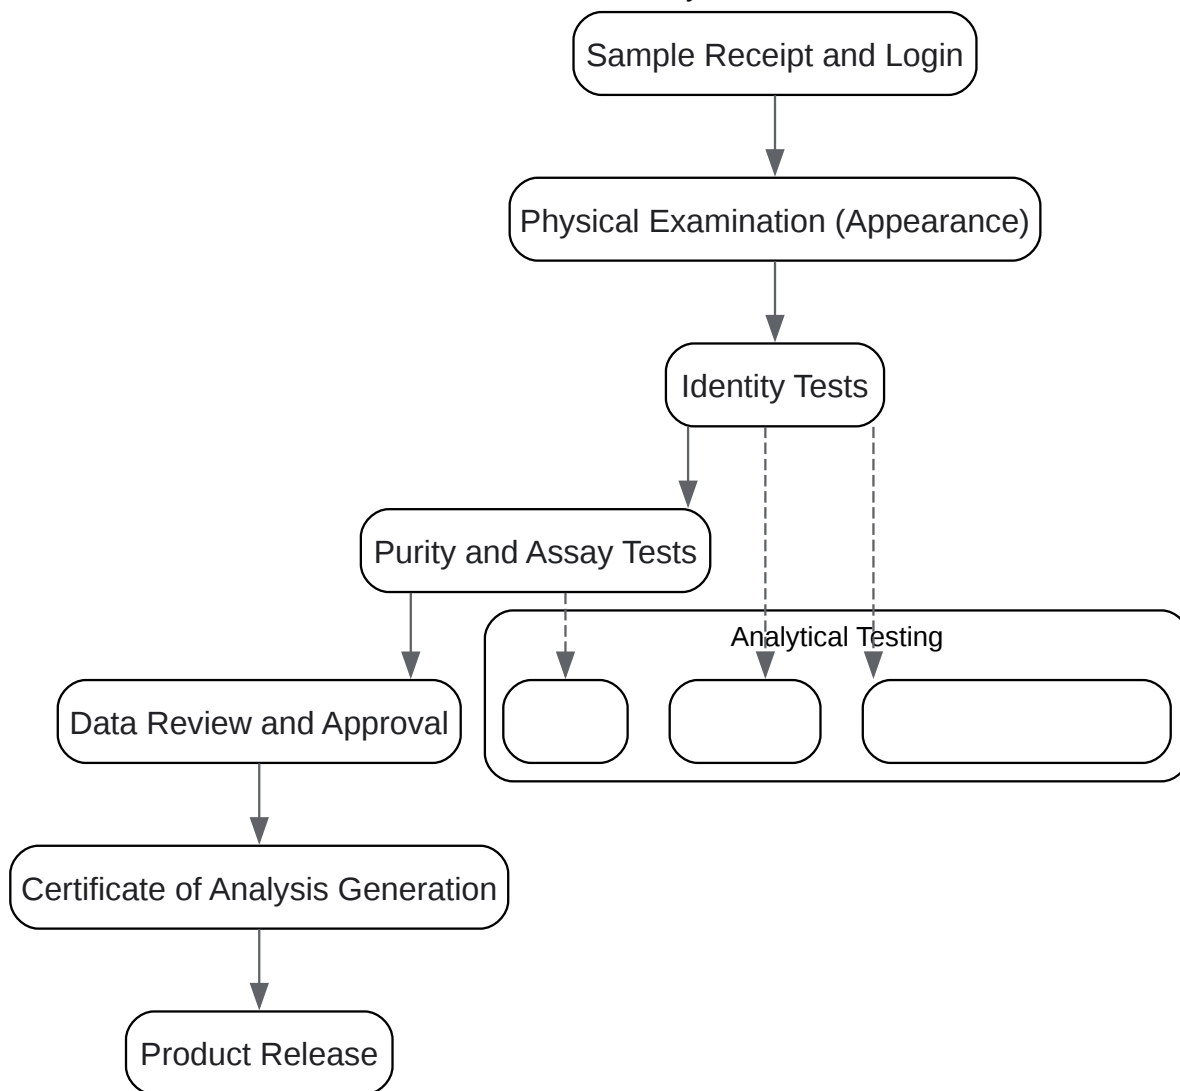 Sample Receipt and Login
Physical Examination (Appearance)
Identity Tests
Purity and Assay Tests
Analytical Testing
Data Review and Approval
Certificate of Analysis Generation
Product Release